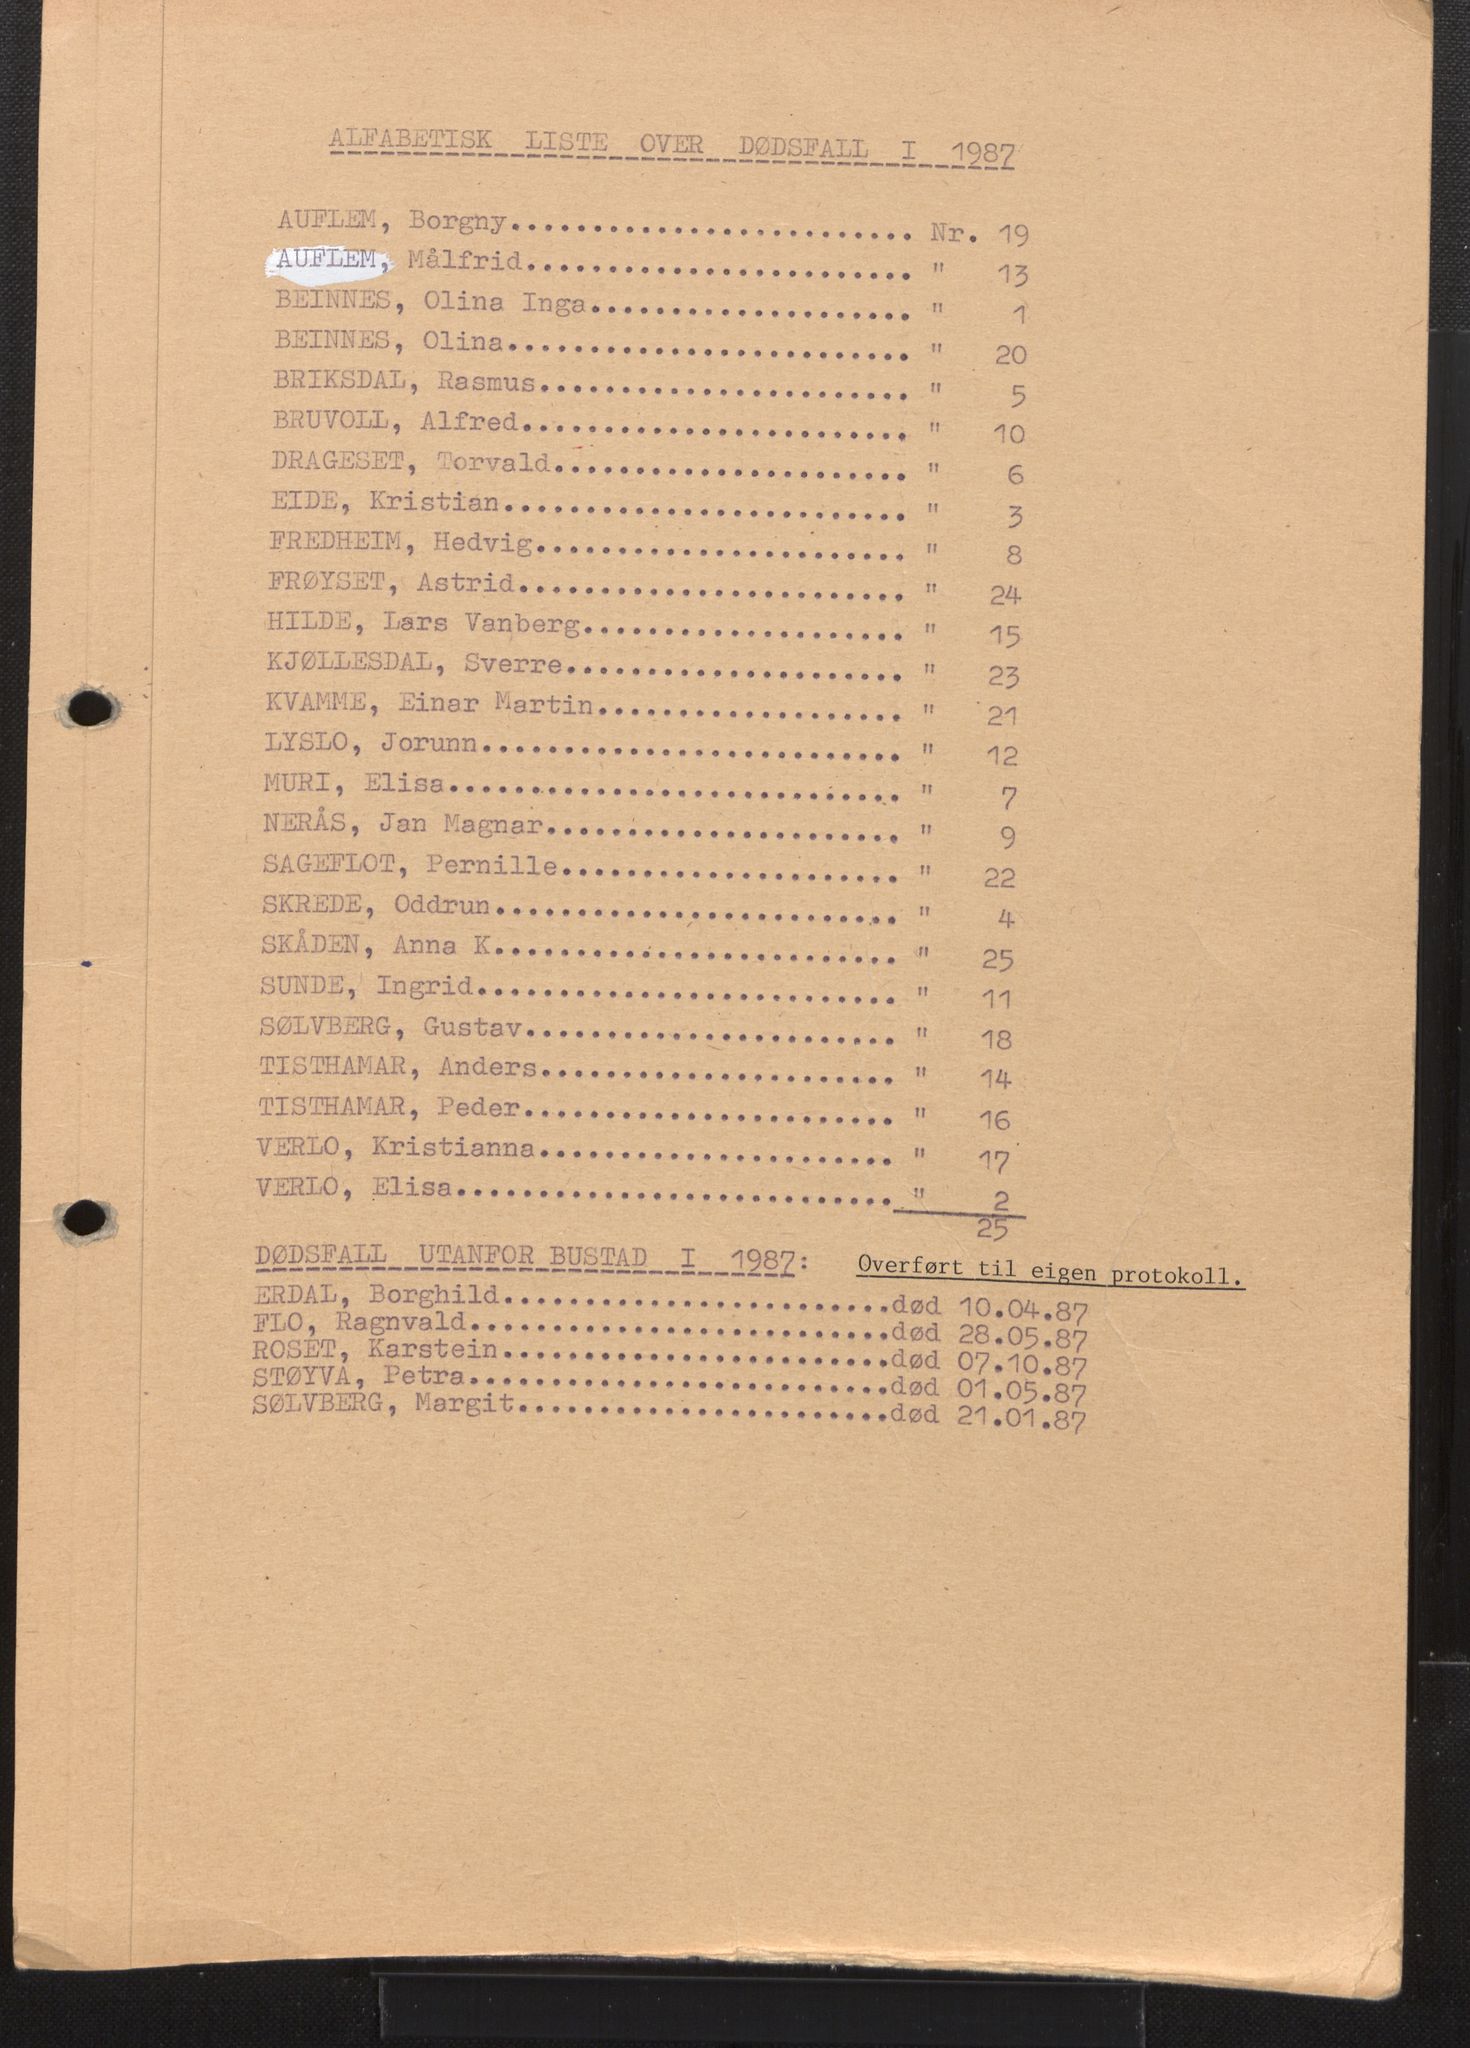 ALFABETISK LISTE OVER DØDSFALL I 1987
AUFLEM, Borgny......................... Nr. 19
AUFLEM, Målfrid........................ " 13
BEINNES, Olina Inga.................... " 1
BEINNES, Olina......................... " 20
BRIKSDAL, Rasmus....................... " 5
BRUVOLL, Alfred........................ " 10
DRAGESET, Torvald...................... " 6
EIDE, Kristian......................... " 3
FREDHEIM, Hedvig....................... " 8
FRØYSET, Astrid........................ " 24
HILDE, Lars Vanberg.................... " 15
KJØLLESDAL, Sverre..................... " 23
KVAMME, Einar Martin................... " 21
LYSLO, Jorunn.......................... " 12
MURI, Elisa............................ " 7
NERÅS, Jan Magnar...................... " 9
SAGEFLOT, Pernille..................... " 22
SKREDE, Oddrun......................... " 4
SKÅDEN, Anna K......................... " 25
SUNDE, Ingrid.......................... " 11
SØLVBERG, Gustav....................... " 18
TISTHAMAR, Anders...................... " 14
TISTHAMAR, Peder....................... " 16
VERLO, Kristianna...................... " 17
VERLO, Elisa........................... " 2
25
DØDSFALL UTANFOR BUSTAD I 1987: Overført til eigen protokoll.
ERDAL, Borghild........................død 10.04.87
FLO, Ragnvald..........................død 28.05.87
ROSET, Karstein........................død 07.10.87
STØYVA, Petra..........................død 01.05.87
SØLVBERG, Margit.......................død 21.01.87